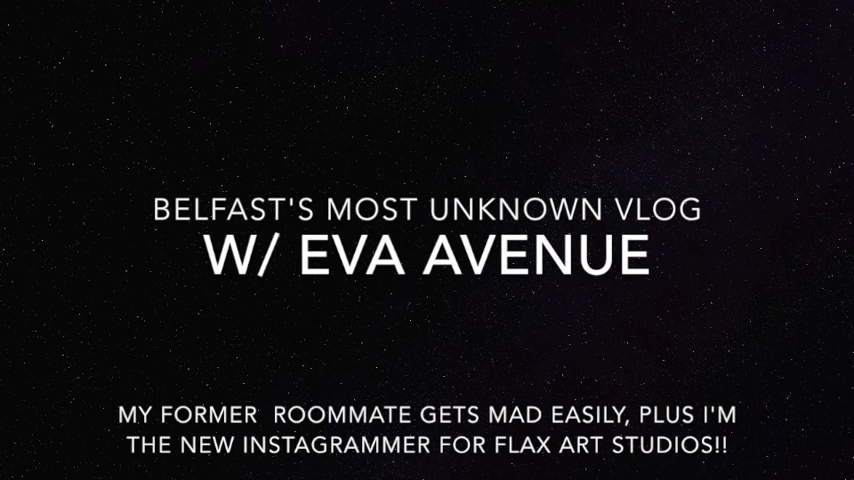 BELFAST'S MOST UNKNOWN VLOG
W/ EVA AVENUE
MY FORMER ROOMMATE GETS MAD EASILY, PLUS I'M
THE NEW INSTAGRAMMER FOR FLAX ART STUDIOS!!